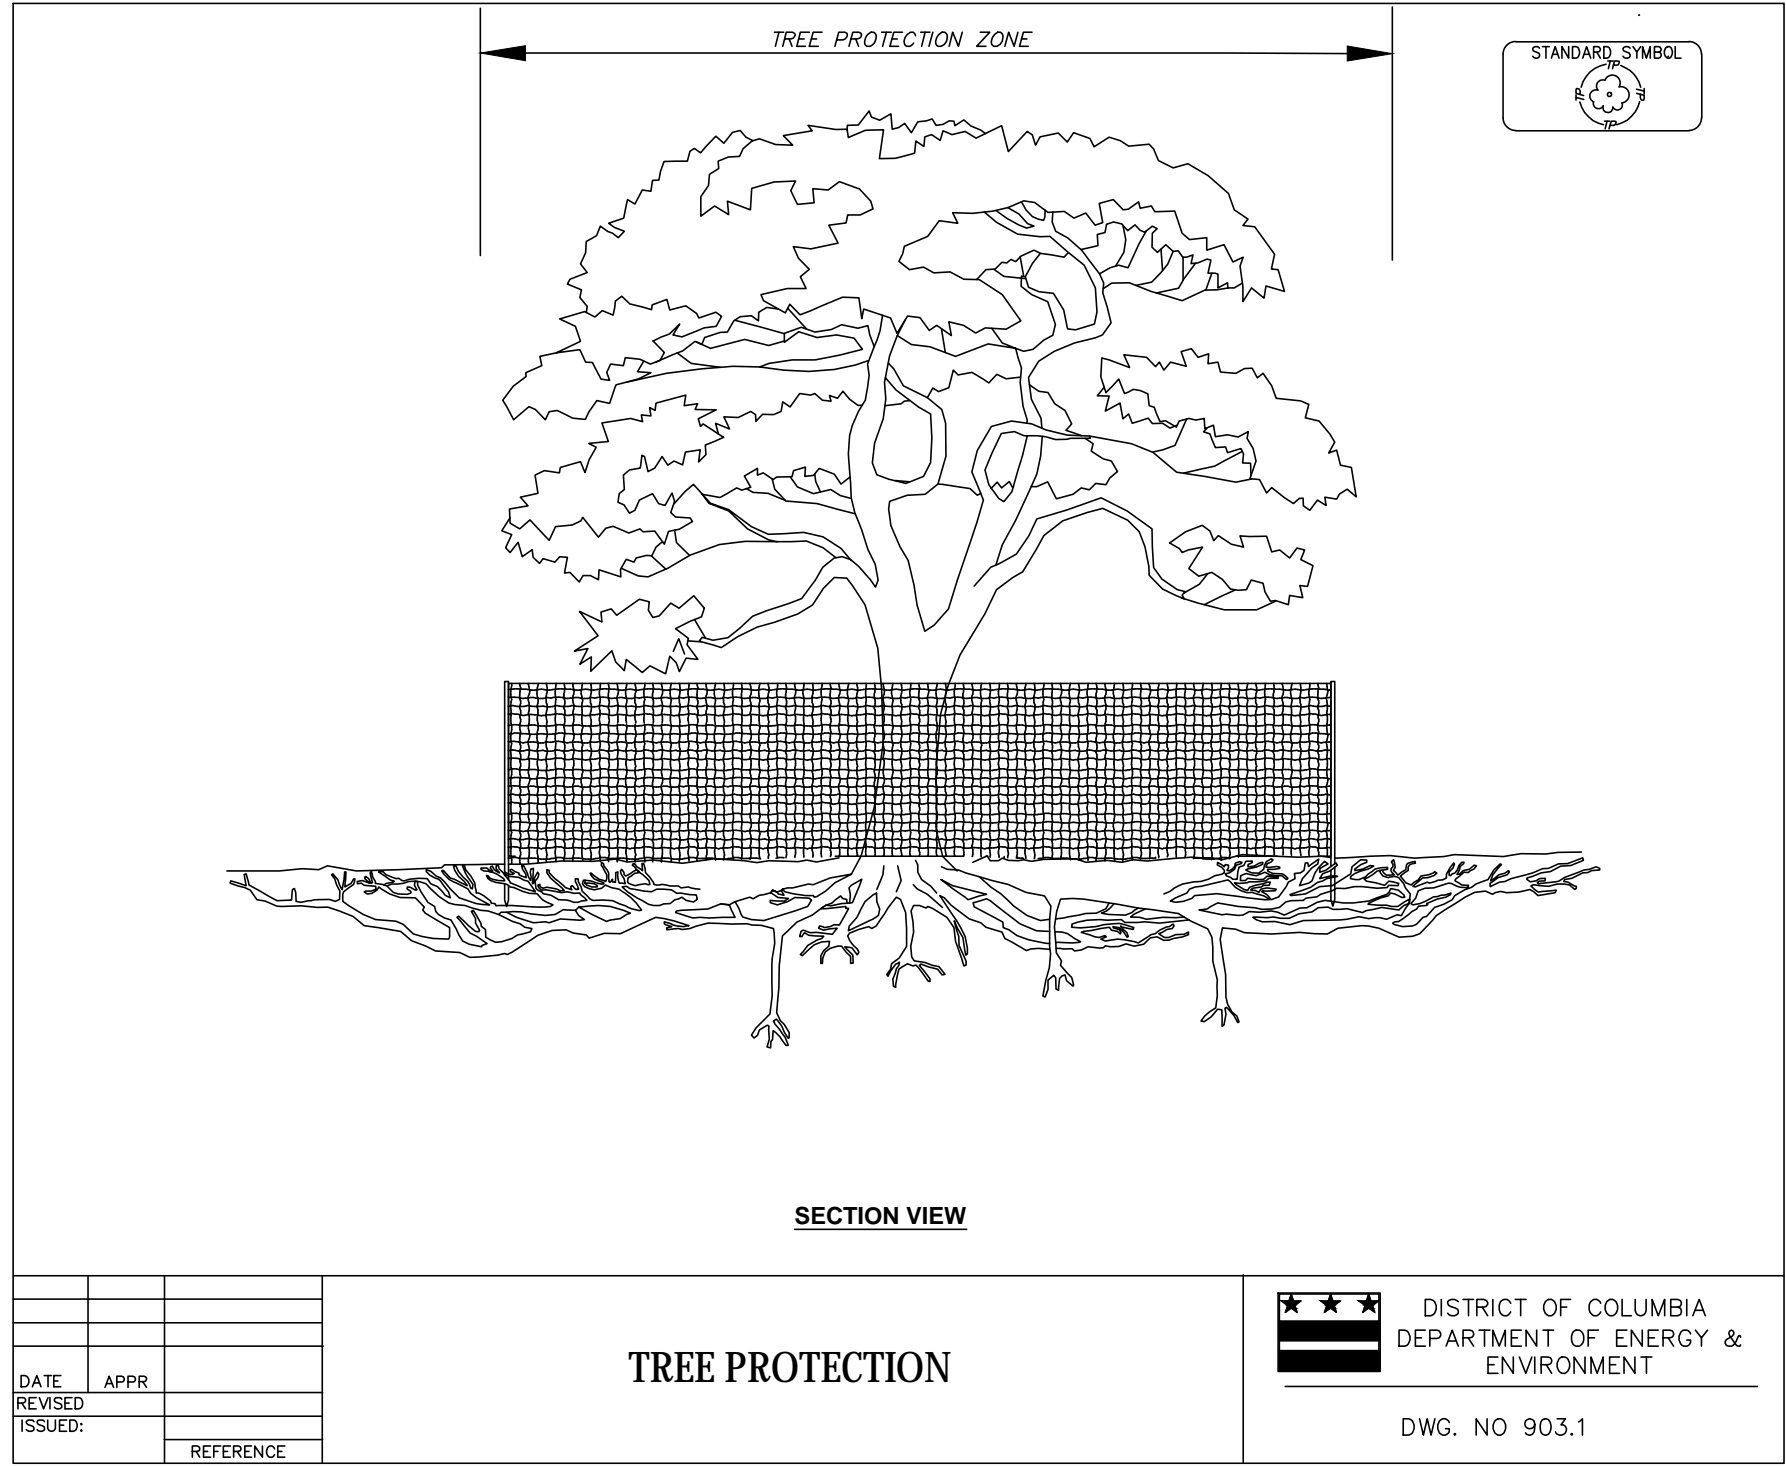 TREE PROTECTION ZONE
STANDARD SYMBOL
TP
TP
TP
TP
SECTION VIEW
DATE
APPR
REVISED
ISSUED:
REFERENCE
TREE PROTECTION
DISTRICT OF COLUMBIA
DEPARTMENT OF ENERGY &
ENVIRONMENT
DWG. NO 903.1